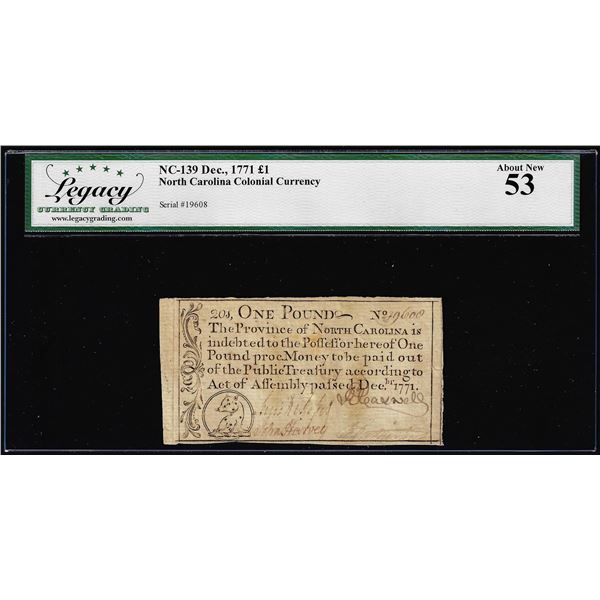 Legacy
CURRENCY GRADING
www.legacygrading.com
NC-139 Dec., 1771 £1
North Carolina Colonial Currency
Serial #19608
About New
53
20s, ONE POUND No 19608
The Province of NORTH CAROLINA is
indebted to the Poſſeſſor hereof One
Pound proc. Money to be paid out
of the Public Treaſury according to
Act of Aſſembly paſsed Dec.br 1771.